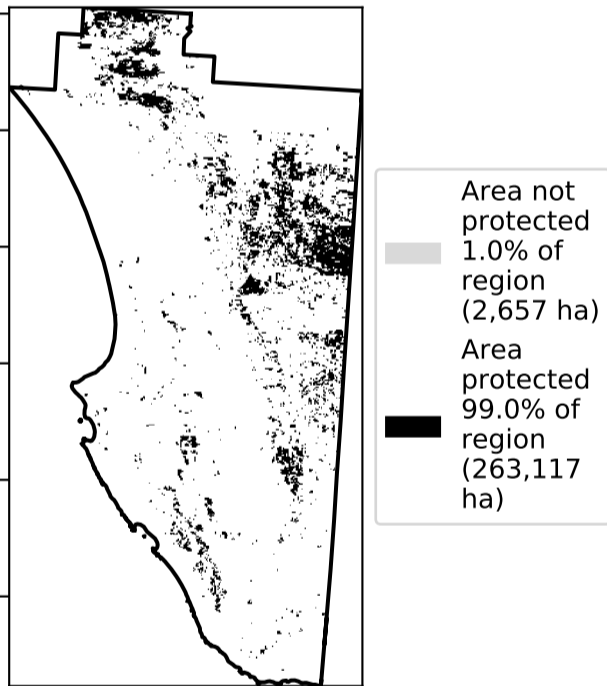 Area not
protected
1.0% of
region
(2,657 ha)
Area
protected
99.0% of
region
(263,117
ha)